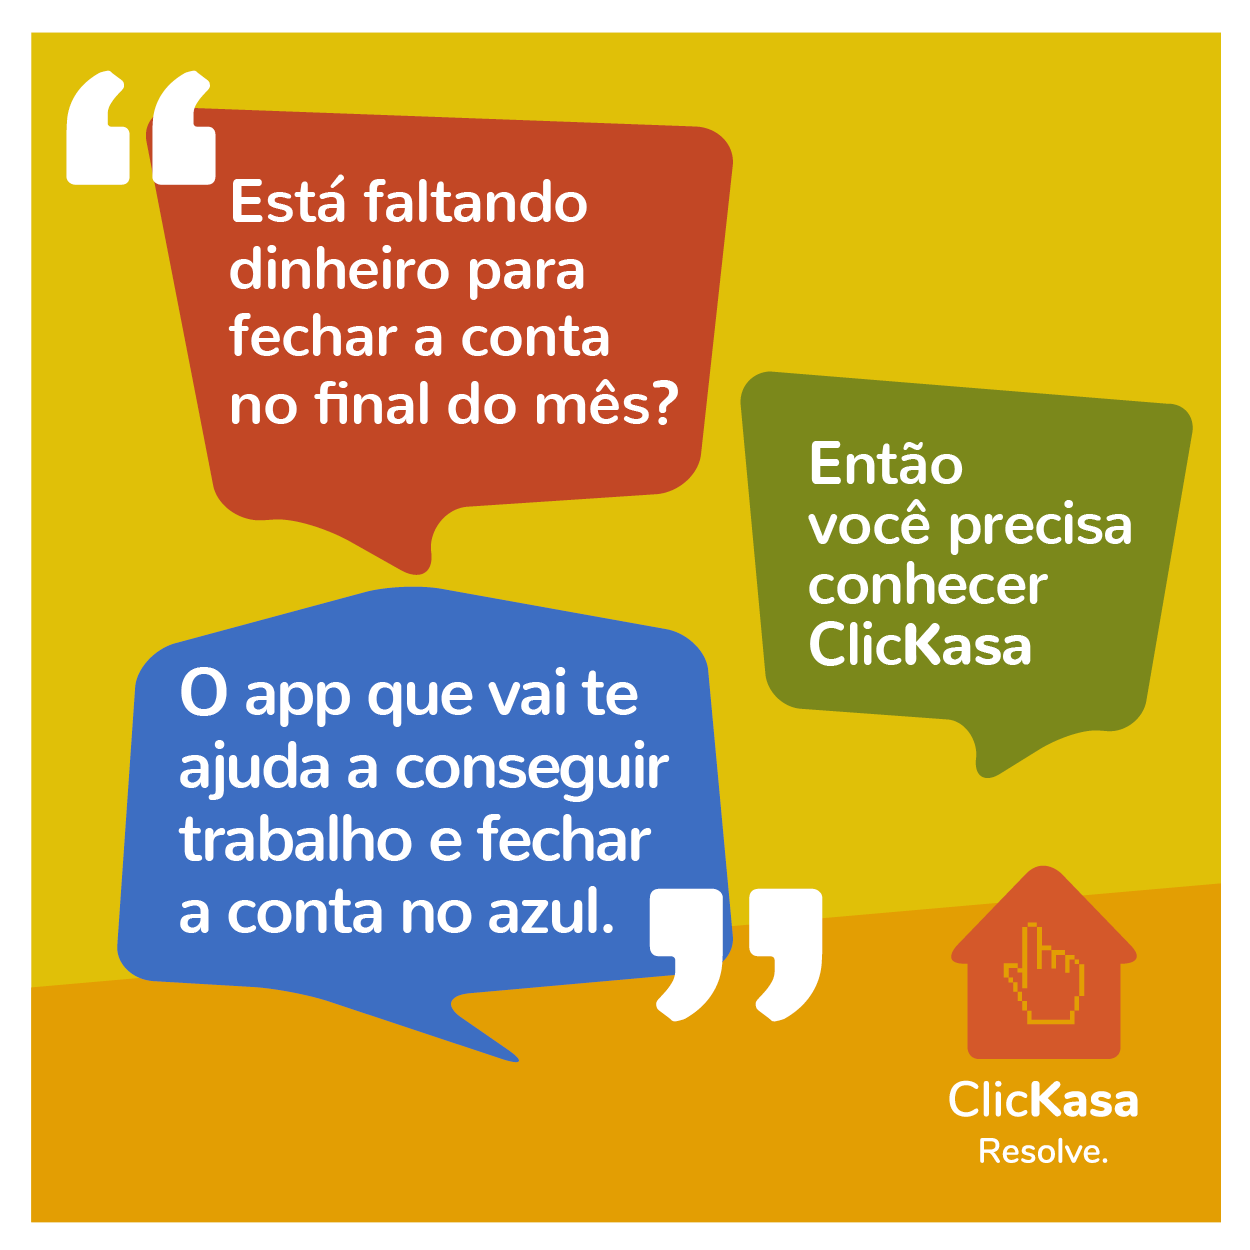 Está faltando
dinheiro para
fechar a conta
no final do mês?
Então
você precisa
conhecer
ClicKasa
O app que vai te
ajuda a conseguir
trabalho e fechar
a conta no azul.
ClicKasa
Resolve.